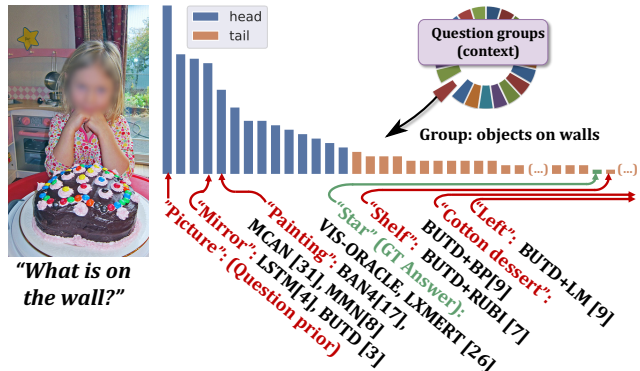 head
tail
Question groups
(context)
Group: objects on walls
(...)
(...)
"Picture": (Question prior)
"Mirror": LSTM[4], BUTD [3]
"Painting": BAN4[17],
MCAN [31], MMN[8]
"Star" (GT Answer):
VIS-ORACLE, LXMERT [26]
"Shelf": BUTD+RUBI [7]
"Cotton dessert":
BUTD+BP[9]
"Left": BUTD+LM [9]
"What is on
the wall?"